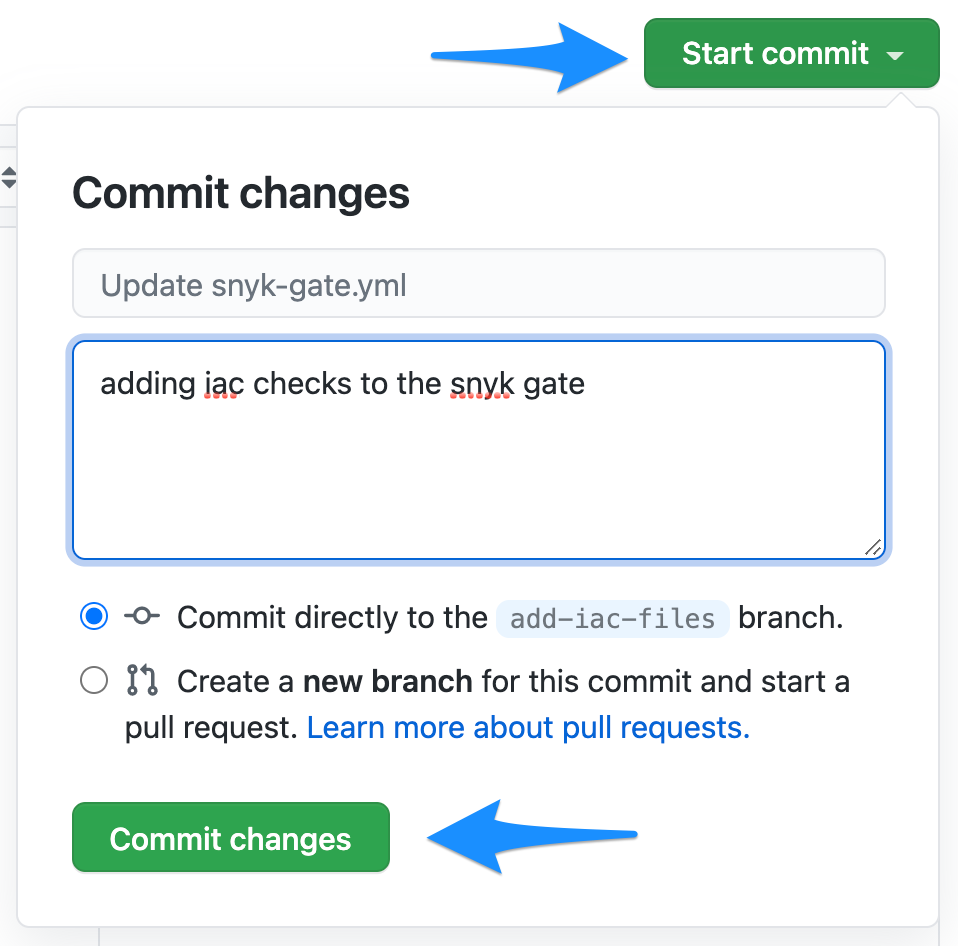 Start commit
Commit changes
Update snyk-gate.yml
adding iac checks to the snyk gate
Commit directly to the add-iac-files branch.
Create a new branch for this commit and start a
pull request. Learn more about pull requests.
Commit changes